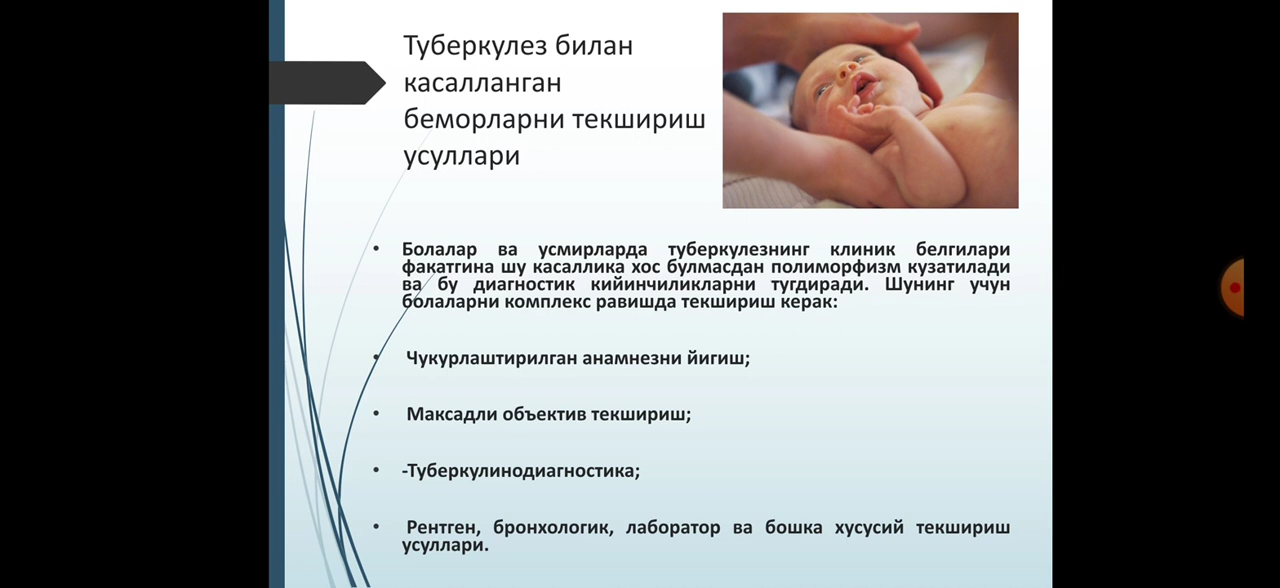 Туберкулез билан
касалланган
беморларни текшириш
усуллари
• Болалар ва усмирларда туберкулезнинг клиник белгилари
факатгина шу касаллика хос булмасдан полиморфизм кузатилади
ва бу диагностик кийинчиликларни тугдиради. Шунинг учун
болаларни комплекс равишда текшириш керак:
• Чукурлаштирилган анамнезни йигиш;
• Максадли объектив текшириш;
• -Туберкулинодиагностика;
• Рентген, бронхологик, лаборатор ва бошка хусусий текшириш
усуллари.